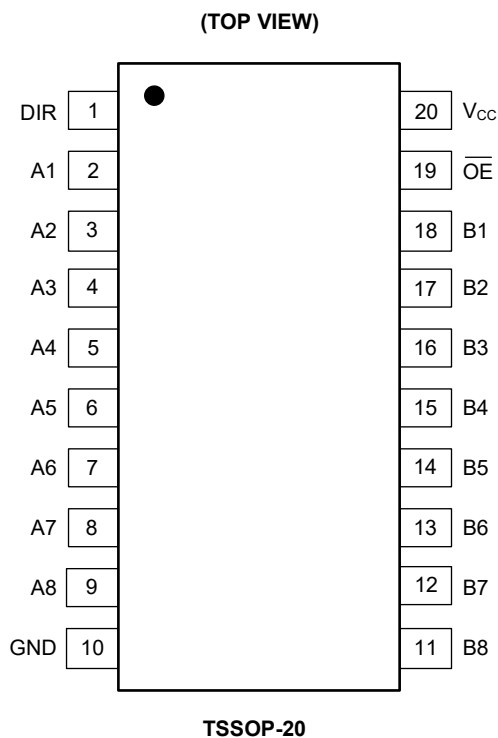 (TOP VIEW)
DIR 1 20 VCC
A1 2 19 O̅E̅
A2 3 18 B1
A3 4 17 B2
A4 5 16 B3
A5 6 15 B4
A6 7 14 B5
A7 8 13 B6
A8 9 12 B7
GND 10 11 B8
TSSOP-20